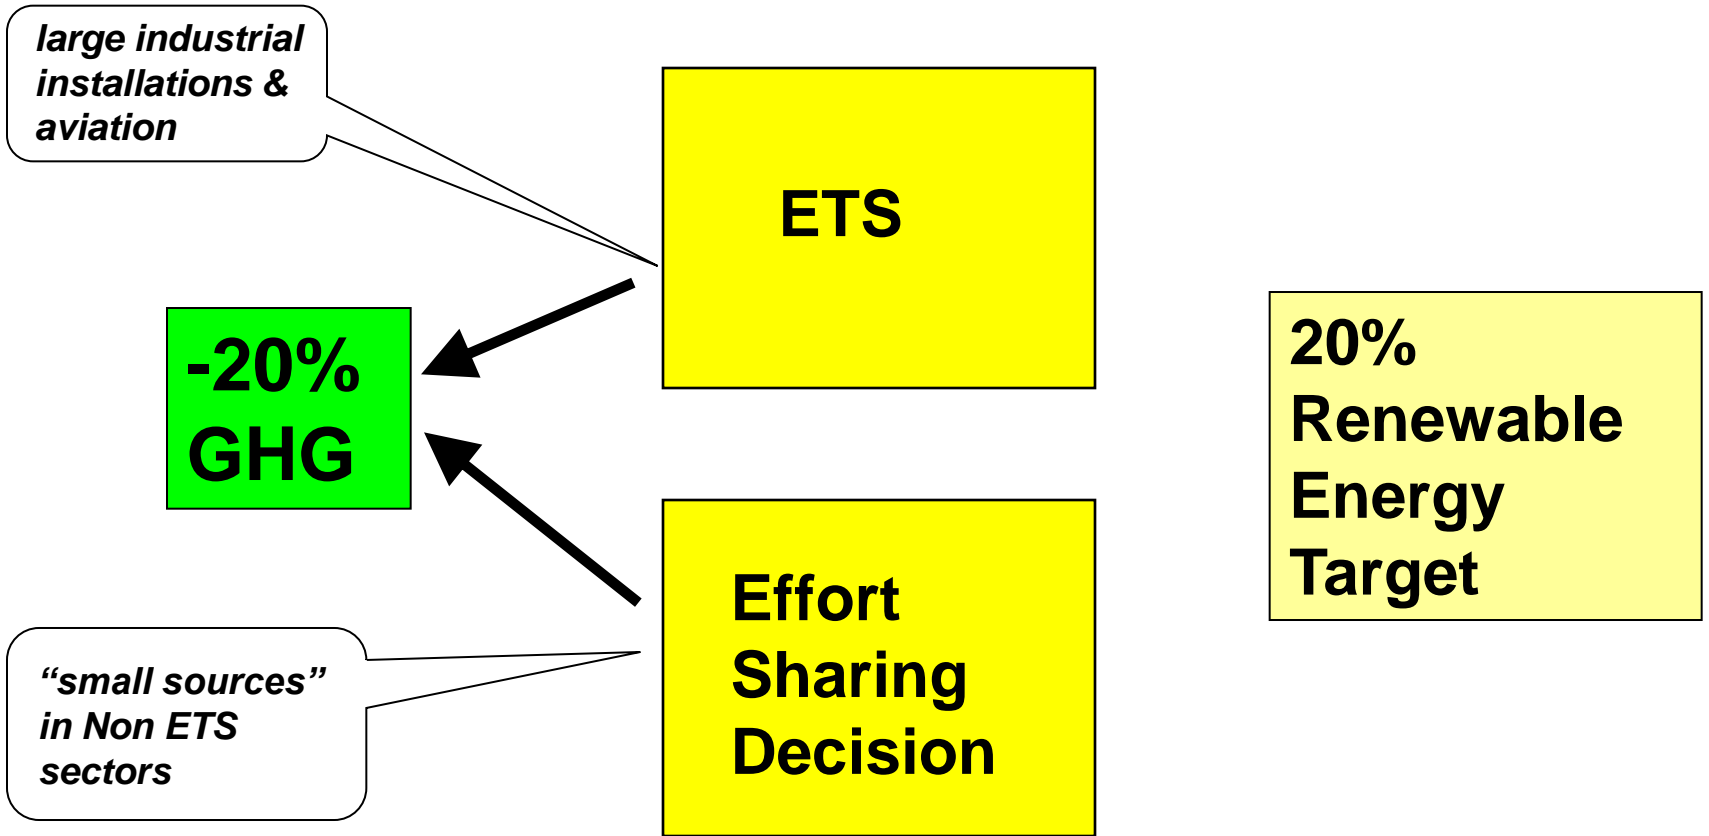 large industrial
installations &
aviation
ETS
-20%
GHG
20%
Renewable
Energy
Target
Effort
Sharing
Decision
“small sources”
in Non ETS
sectors